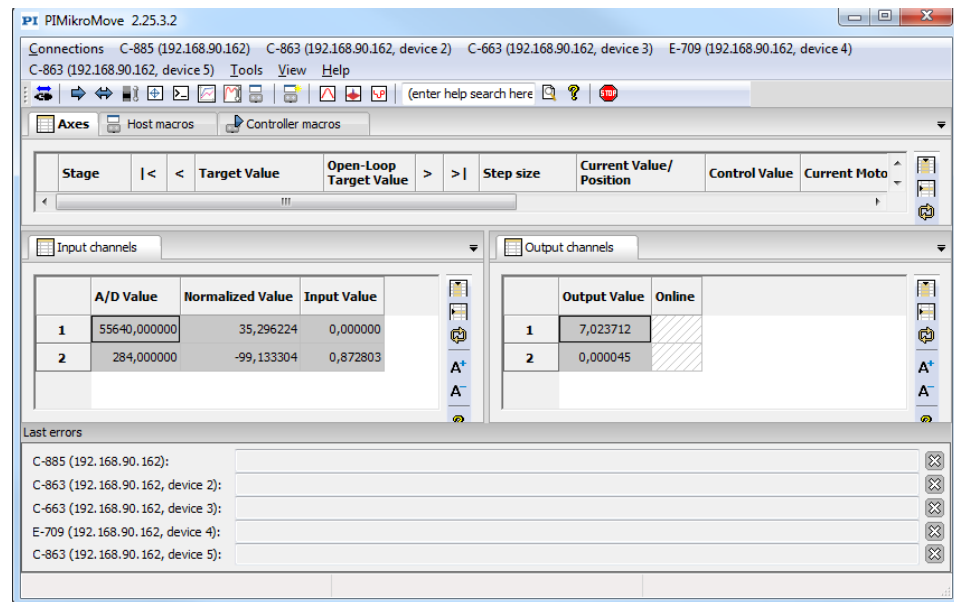 PI PIMikroMove 2.25.3.2
Connections C-885 (192.168.90.162) C-863 (192.168.90.162, device 2) C-663 (192.168.90.162, device 3) E-709 (192.168.90.162, device 4)
C-863 (192.168.90.162, device 5) Tools View Help
(enter help search here STOP
Axes Host macros Controller macros
Stage |< < Target Value Open-Loop Target Value > >| Step size Current Value/ Position Control Value Current Moto
Input channels Output channels
A/D Value Normalized Value Input Value Output Value Online
1 55640,000000 35,296224 0,000000 1 7,023712
2 284,000000 -99,133304 0,872803 2 0,000045
A+ A+
A- A-
Last errors
C-885 (192.168.90.162):
C-863 (192.168.90.162, device 2):
C-663 (192.168.90.162, device 3):
E-709 (192.168.90.162, device 4):
C-863 (192.168.90.162, device 5):